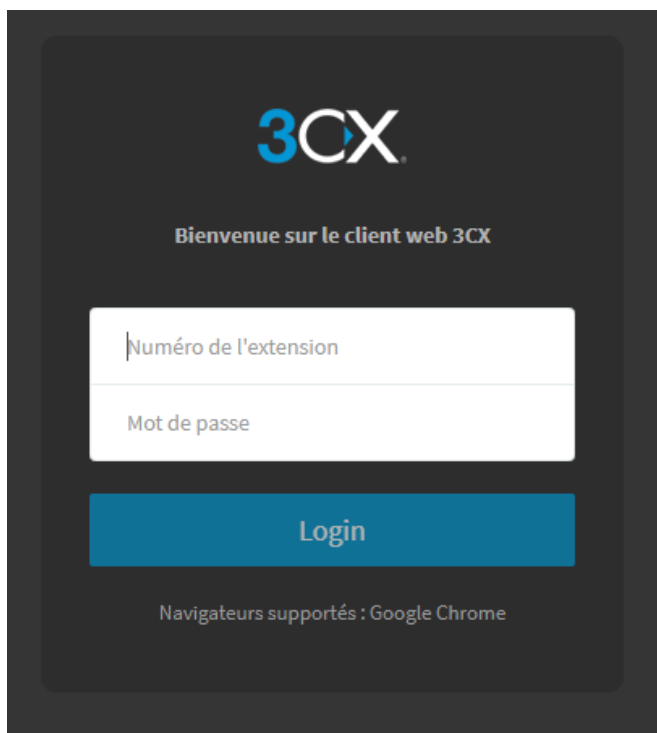 3CX
Bienvenue sur le client web 3CX
Numéro de l'extension
Mot de passe
Login
Navigateurs supportés : Google Chrome